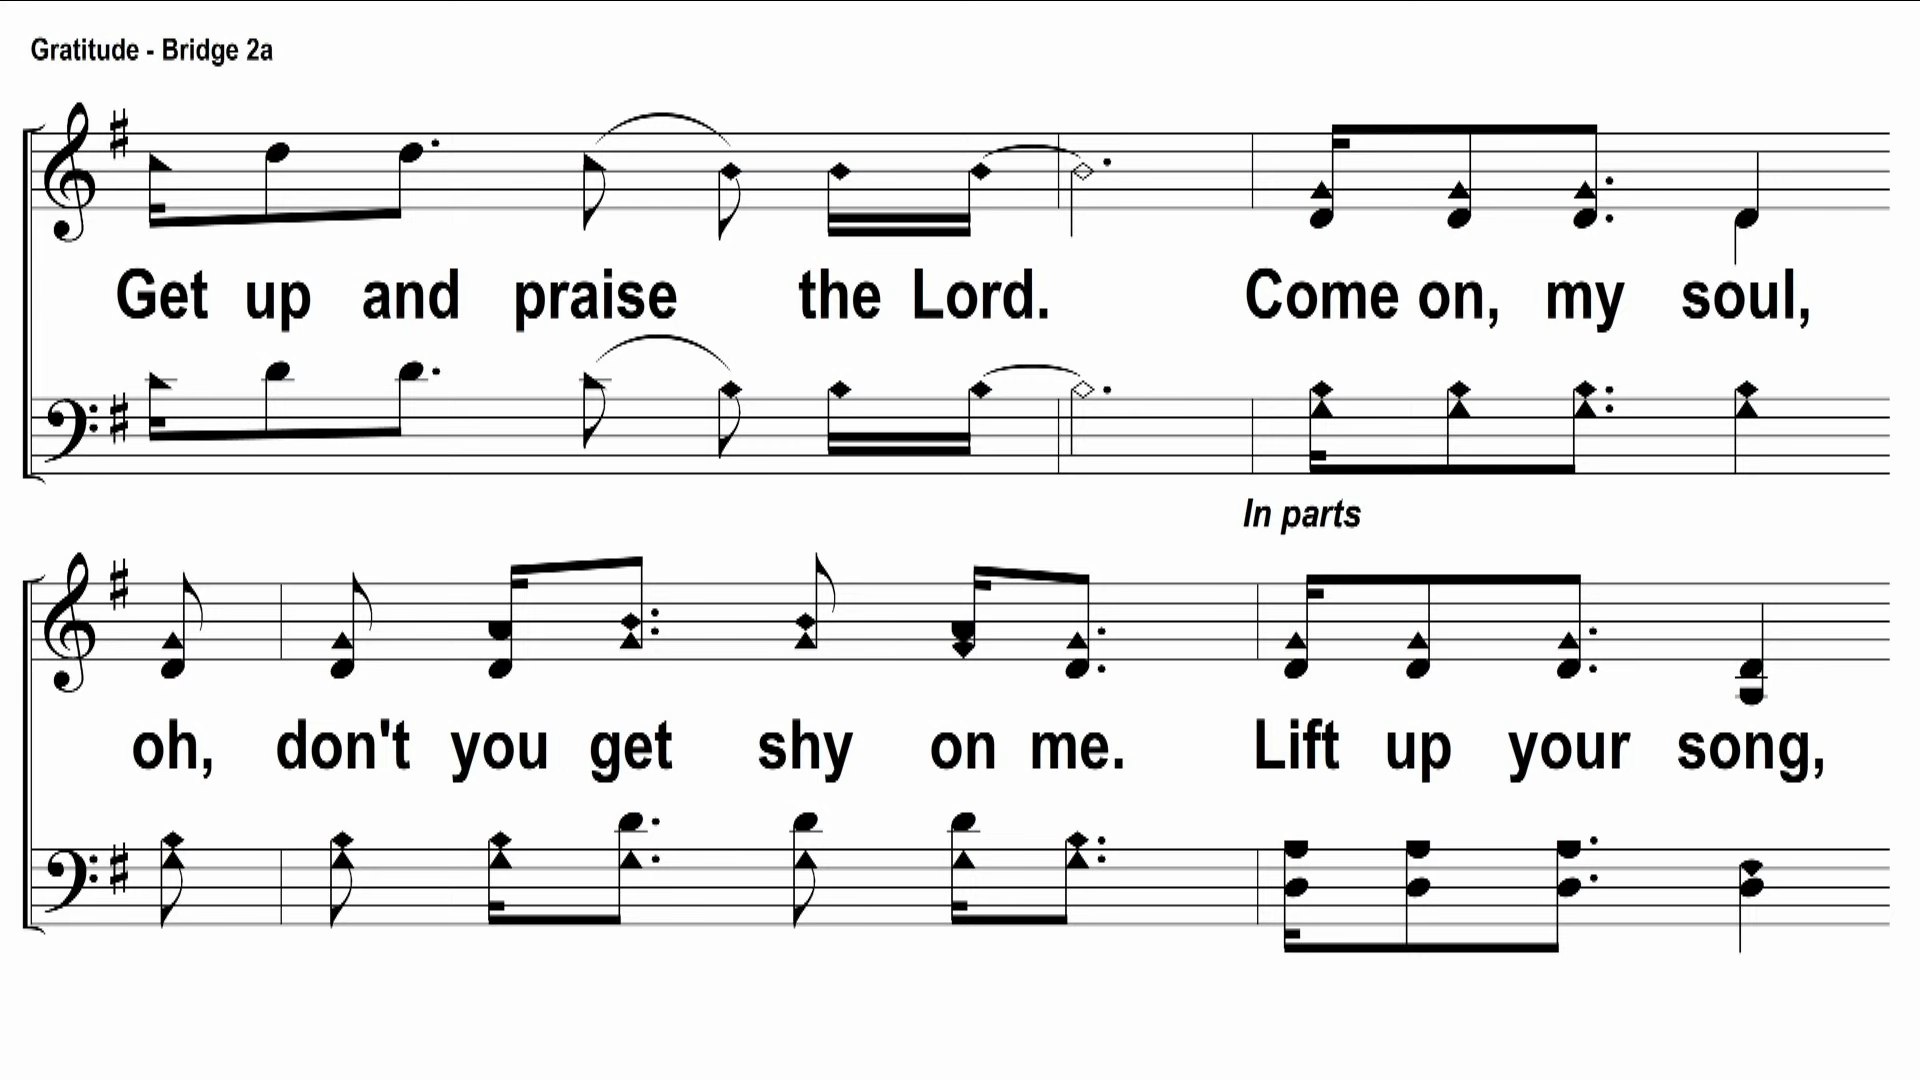 Gratitude - Bridge 2a
Get up and praise the Lord. Come on, my soul,
In parts
oh, don't you get shy on me. Lift up your song,